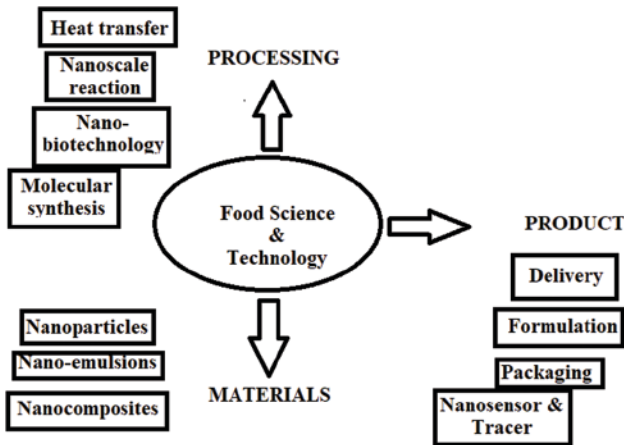 Heat transfer
Nanoscale
reaction
Nano-
biotechnology
Molecular
synthesis
PROCESSING
Food Science
&
Technology
PRODUCT
Delivery
Formulation
Packaging
Nanosensor &
Tracer
Nanoparticles
Nano-emulsions
Nanocomposites
MATERIALS